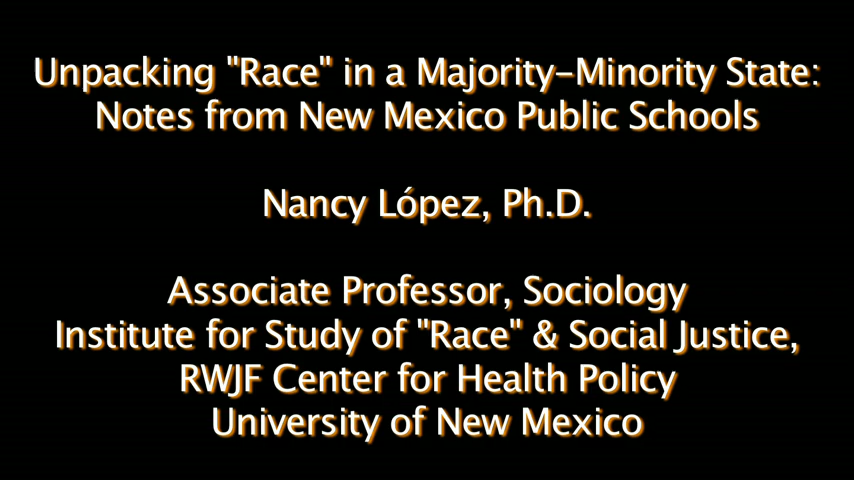 Unpacking "Race" in a Majority-Minority State:
Notes from New Mexico Public Schools
Nancy López, Ph.D.
Associate Professor, Sociology
Institute for Study of "Race" & Social Justice,
RWJF Center for Health Policy
University of New Mexico